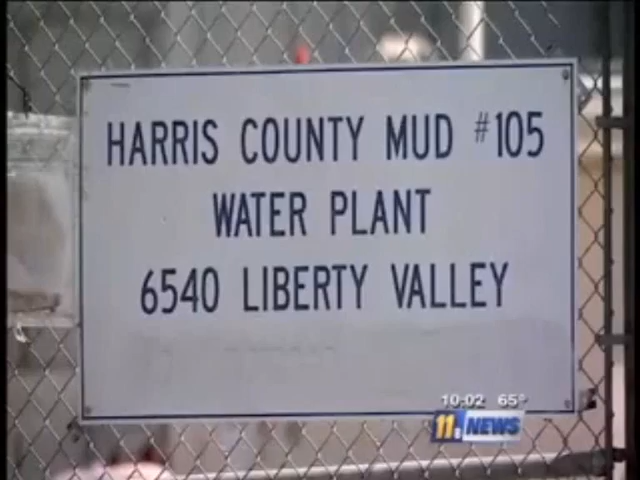 HARRIS COUNTY MUD #105
WATER PLANT
6540 LIBERTY VALLEY
10:02 65°
11 NEWS